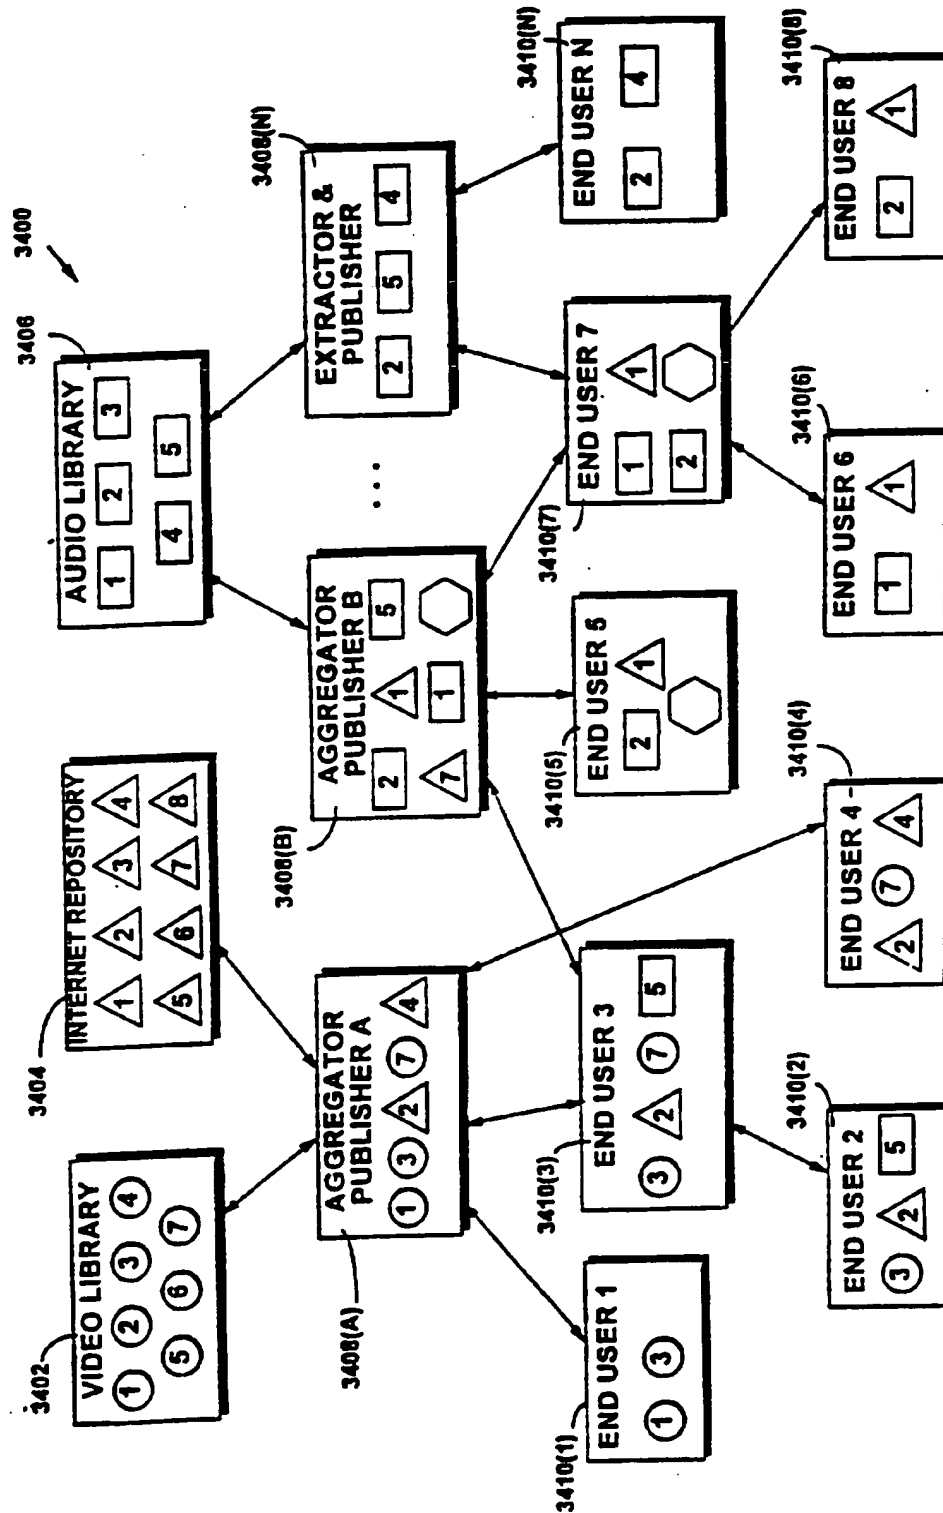 3400
3402
VIDEO LIBRARY
1 2 3 4
5 6 7
3404
INTERNET REPOSITORY
1 2 3 4
5 6 7 8
3406
AUDIO LIBRARY
1 2 3
4 5
3408(A)
AGGREGATOR
PUBLISHER A
1 3 2 7 4
3408(B)
AGGREGATOR
PUBLISHER B
2 1 5
7 1
...
3408(N)
EXTRACTOR &
PUBLISHER
2 5 4
3410(1)
END USER 1
1 3
3410(3)
END USER 3
3 2 7 5
3410(5)
END USER 5
2 1
3410(7)
END USER 7
1 1
2
3410(N)
END USER N
2 4
3410(2)
END USER 2
3 2 5
3410(4)
END USER 4
2 7 4
3410(6)
END USER 6
1 1
3410(8)
END USER 8
2 1